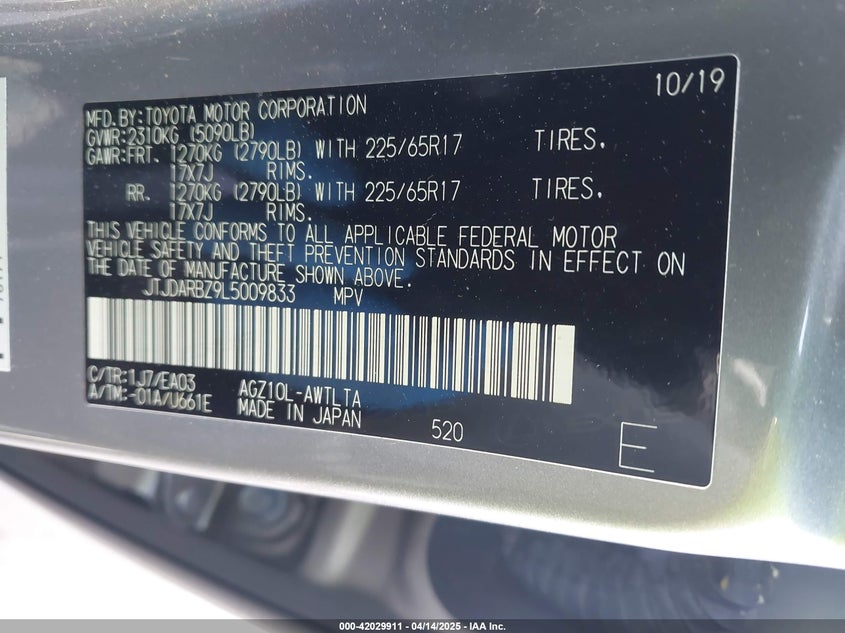 10/19
MFD.BY:TOYOTA MOTOR CORPORATION
GVWR:2310KG (5090LB)
GAWR:FRT. 1270KG (2790LB) WITH 225/65R17 TIRES,
17X7J RIMS.
RR. 1270KG (2790LB) WITH 225/65R17 TIRES,
17X7J RIMS.
THIS VEHICLE CONFORMS TO ALL APPLICABLE FEDERAL MOTOR
VEHICLE SAFETY AND THEFT PREVENTION STANDARDS IN EFFECT ON
THE DATE OF MANUFACTURE SHOWN ABOVE.
JTJDARBZ9L5009833 MPV
C/TR:1J7/EA03 AGZ10L-AWTLTA
A/TM:-01A/U661E MADE IN JAPAN
520
E
000-42029911 - 04/14/2025 - IAA Inc.